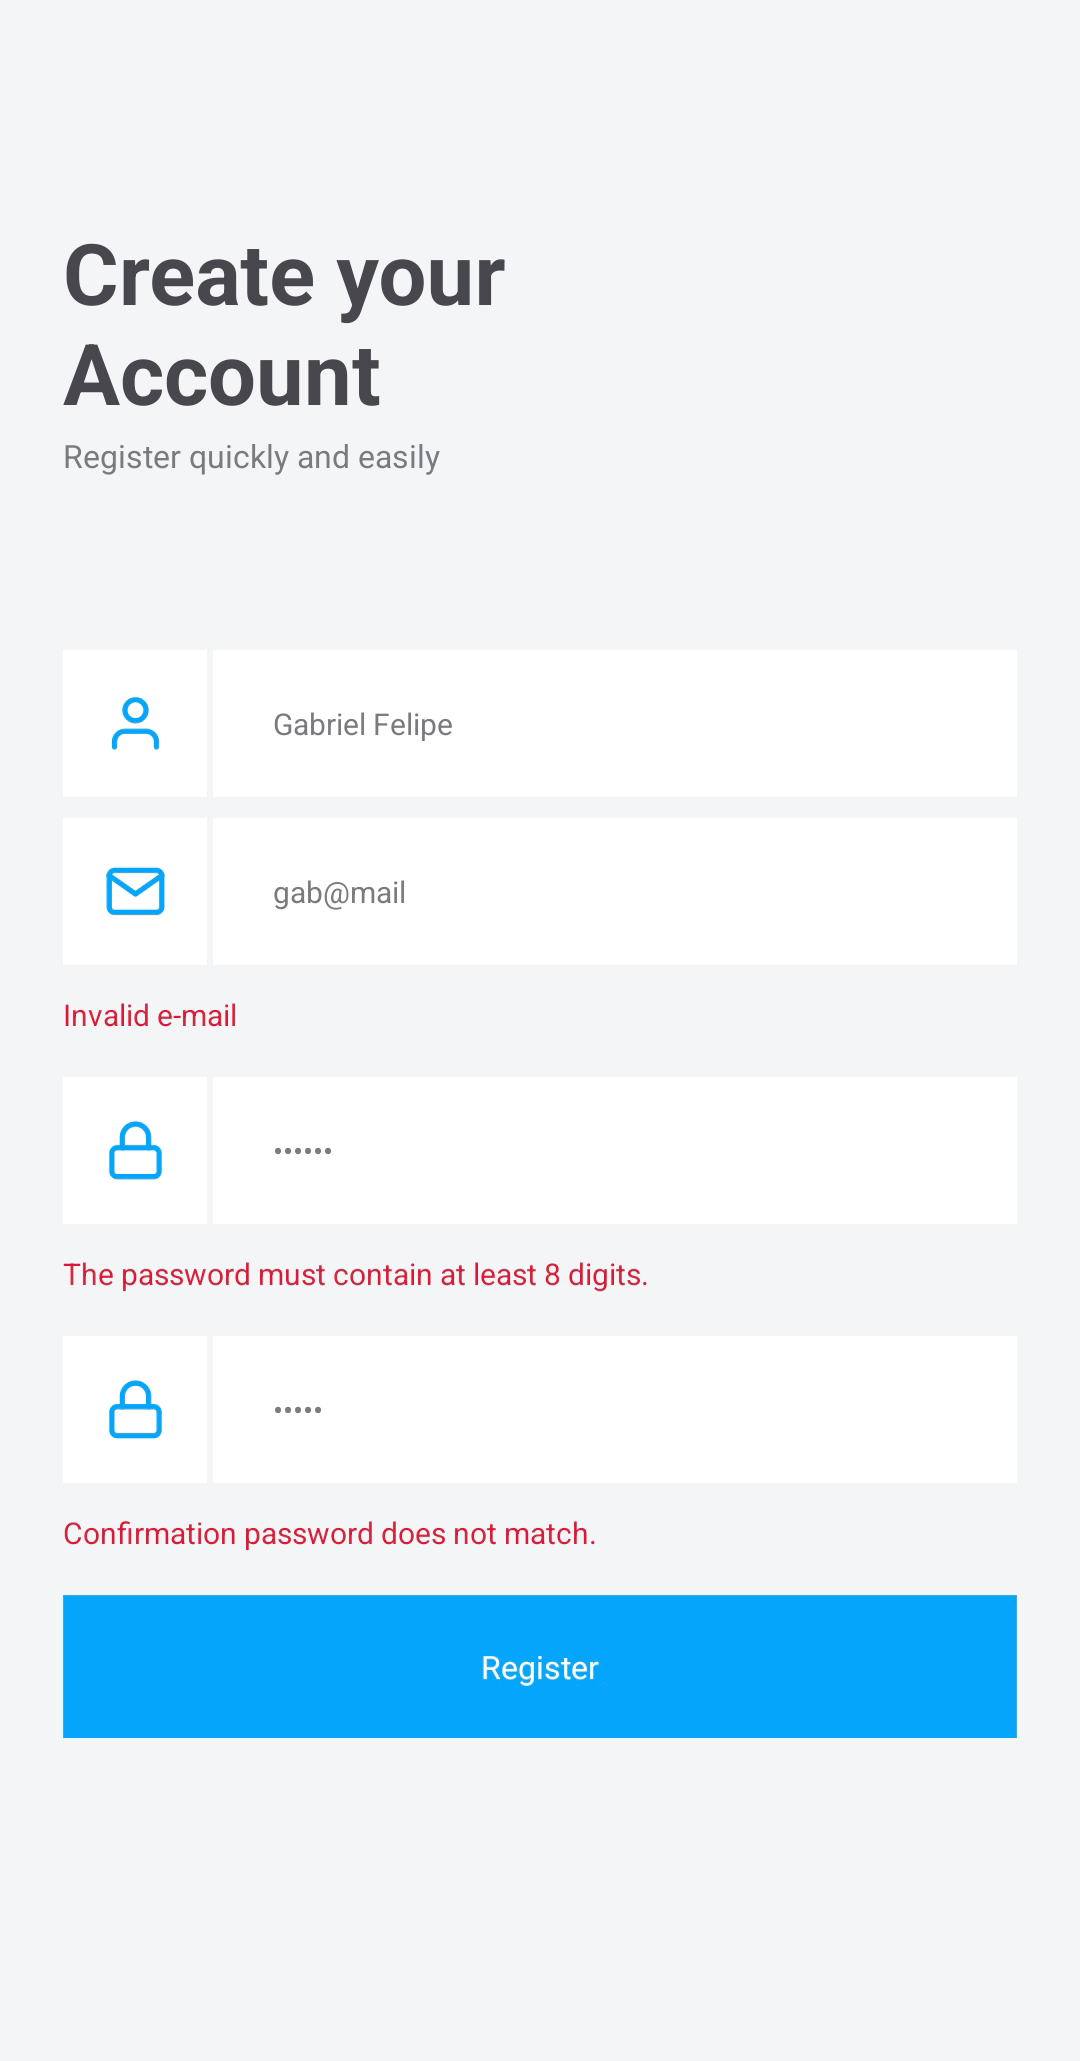 Create your
Account
Register quickly and easily
Gabriel Felipe
gab@mail
Invalid e-mail
••••••
The password must contain at least 8 digits.
•••••
Confirmation password does not match.
Register